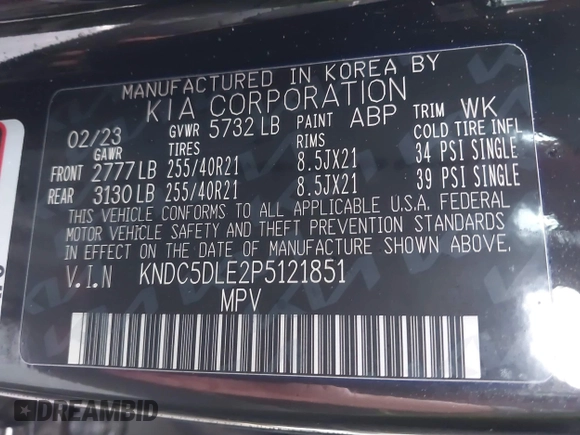 MANUFACTURED IN KOREA BY
KIA CORPORATION
02/23 GVWR 5732 LB PAINT ABP TRIM WK
GAWR TIRES RIMS COLD TIRE INFL
FRONT 2777 LB 255/40R21 8.5JX21 34 PSI SINGLE
REAR 3130 LB 255/40R21 8.5JX21 39 PSI SINGLE
THIS VEHICLE CONFORMS TO ALL APPLICABLE U.S.A. FEDERAL
MOTOR VEHICLE SAFETY AND THEFT PREVENTION STANDARDS
IN EFFECT ON THE DATE OF MANUFACTURE SHOWN ABOVE.
V.I.N KNDC5DLE2P5121851
MPV
DREAMBID